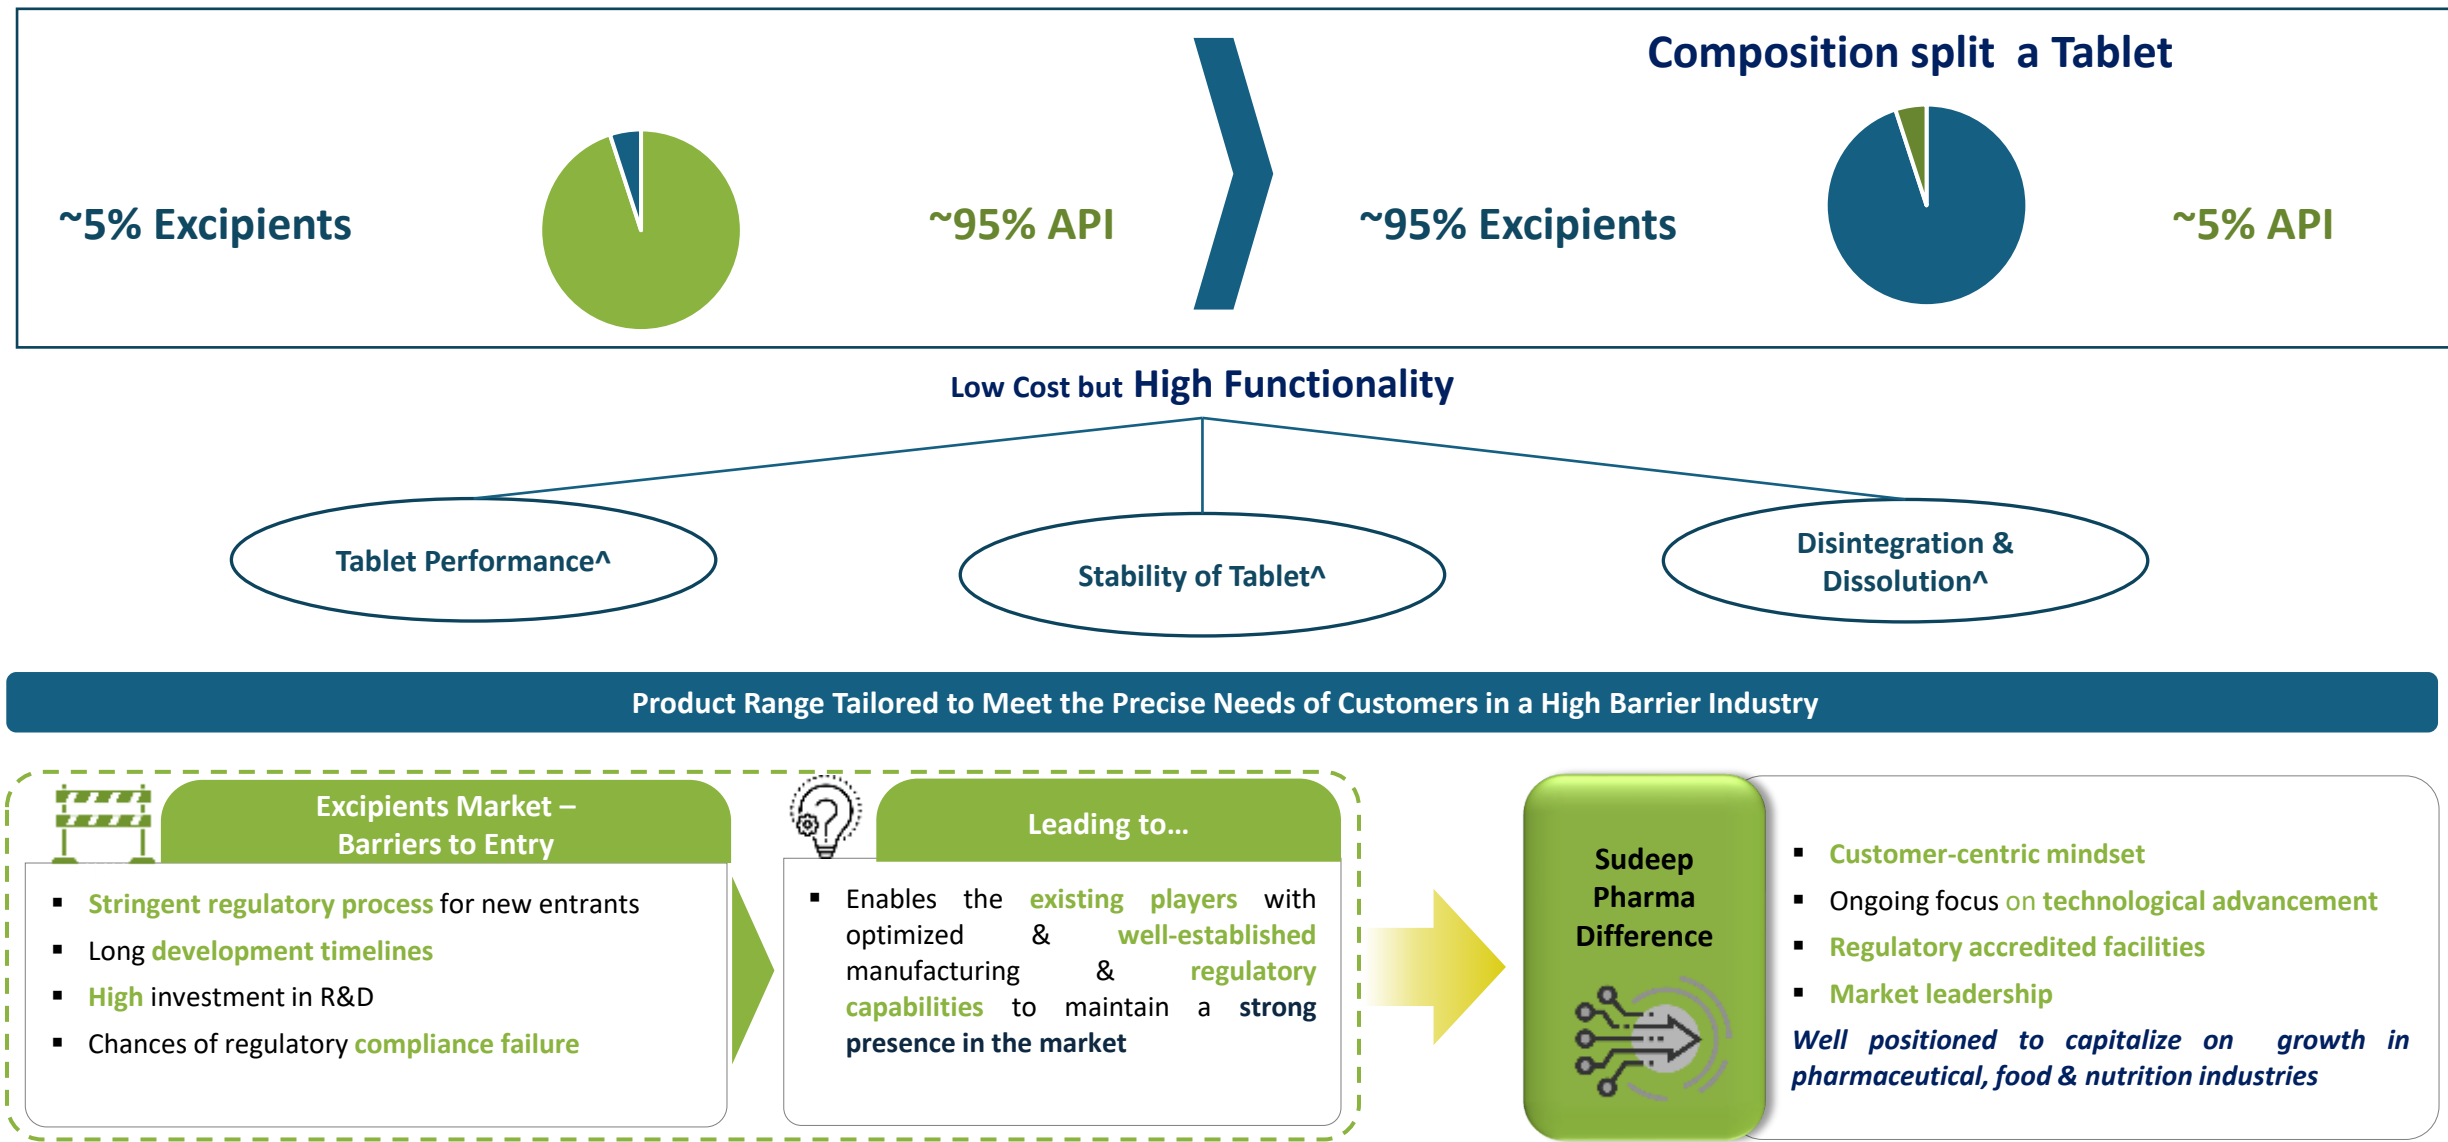 Composition split  a Tablet
~5% Excipients
~95% API
~95% Excipients
~5% API
Low Cost but High Functionality
Tablet Performance^
Stability of Tablet^
Disintegration &
Dissolution^
Product Range Tailored to Meet the Precise Needs of Customers in a High Barrier Industry
Excipients Market –
Barriers to Entry
▪ Stringent regulatory process for new entrants
▪ Long development timelines
▪ High investment in R&D
▪ Chances of regulatory compliance failure
Leading to...
▪ Enables the existing players with
optimized & well-established
manufacturing & regulatory
capabilities to maintain a strong
presence in the market
Sudeep
Pharma
Difference
▪ Customer-centric mindset
▪ Ongoing focus on technological advancement
▪ Regulatory accredited facilities
▪ Market leadership
Well positioned to capitalize on growth in
pharmaceutical, food & nutrition industries